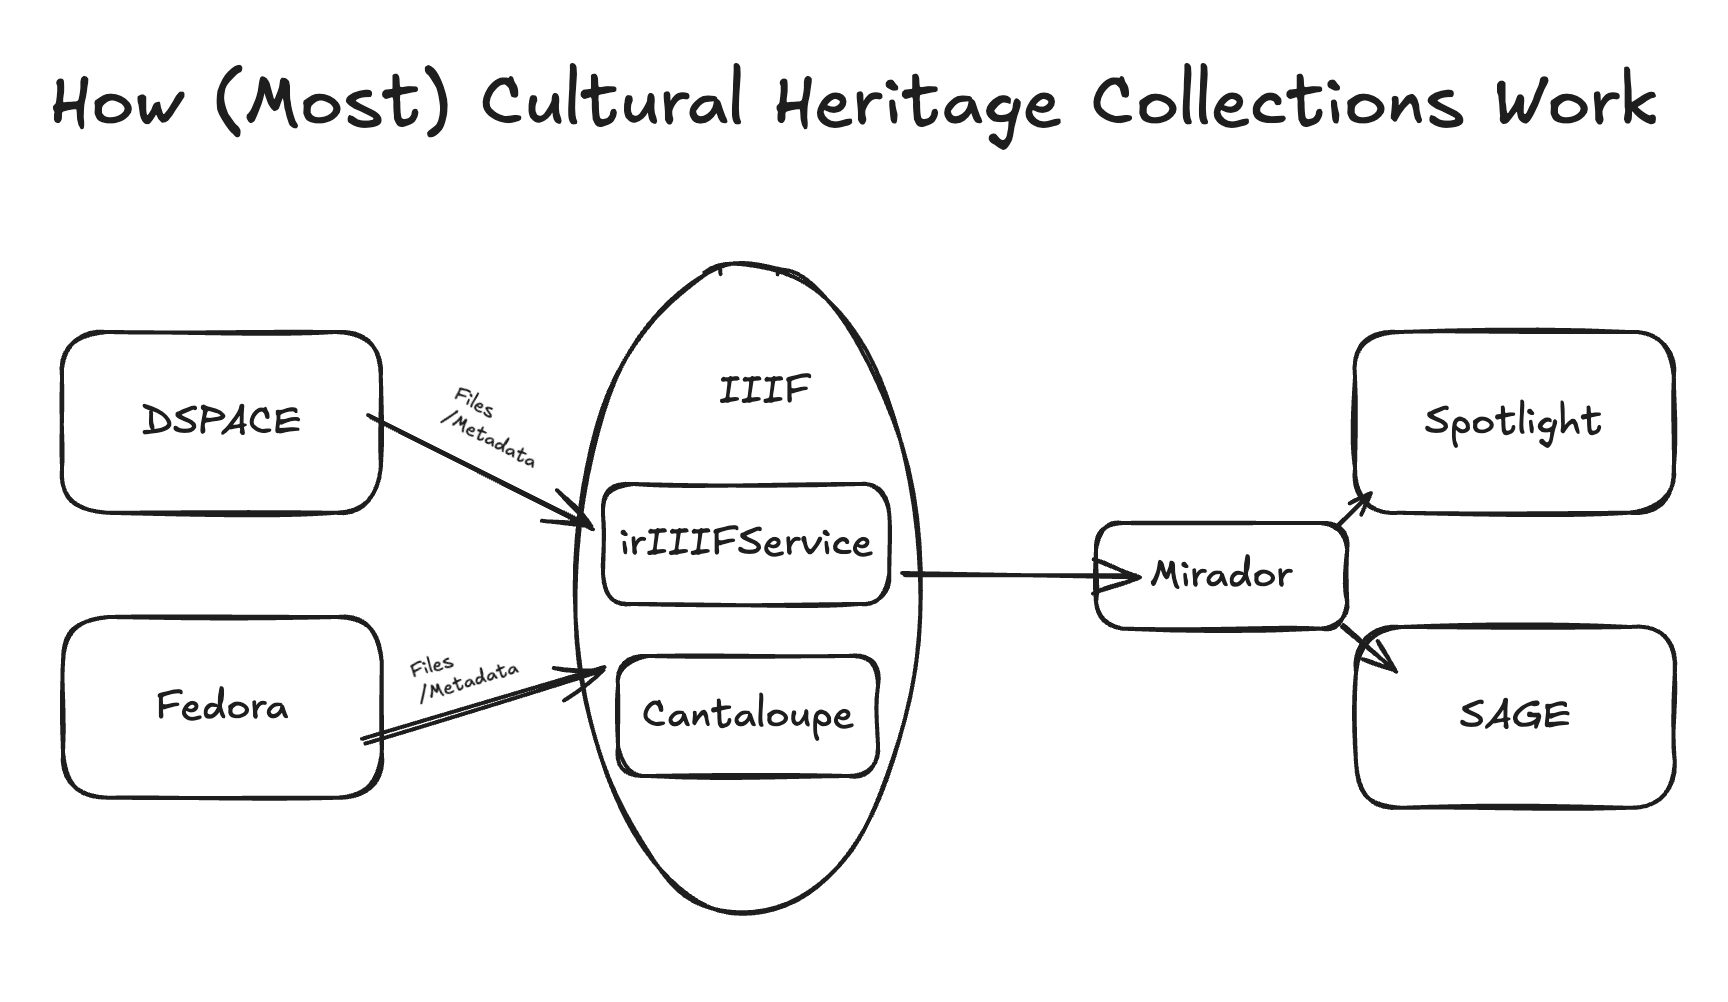 How (Most) Cultural Heritage Collections Work
DSPACE
Files
/Metadata
IIIF
irIIIFService
Cantaloupe
Fedora
Files
/Metadata
Mirador
Spotlight
SAGE